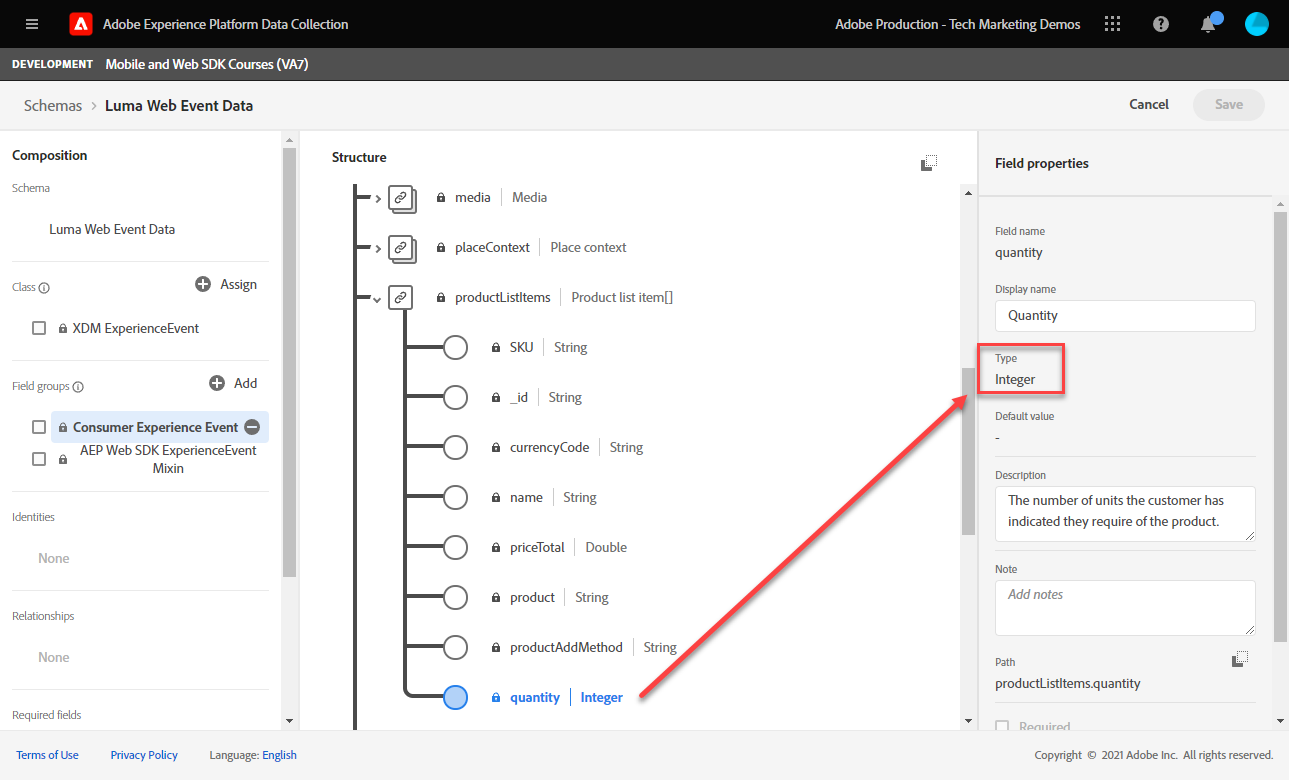 Adobe Experience Platform Data Collection
Adobe Production - Tech Marketing Demos
DEVELOPMENT Mobile and Web SDK Courses (VA7)
Schemas > Luma Web Event Data
Cancel
Save
Composition
Schema
Luma Web Event Data
Class
Assign
XDM ExperienceEvent
Field groups
Add
Consumer Experience Event
AEP Web SDK ExperienceEvent
Mixin
Identities
None
Relationships
None
Required fields
Structure
media | Media
placeContext | Place context
productListItems | Product list item[]
SKU | String
_id | String
currencyCode | String
name | String
priceTotal | Double
product | String
productAddMethod | String
quantity | Integer
Field properties
Field name
quantity
Display name
Quantity
Type
Integer
Default value
-
Description
The number of units the customer has
indicated they require of the product.
Note
Add notes
Path
productListItems.quantity
Required
Terms of Use
Privacy Policy
Language: English
Copyright © 2021 Adobe Inc. All rights reserved.